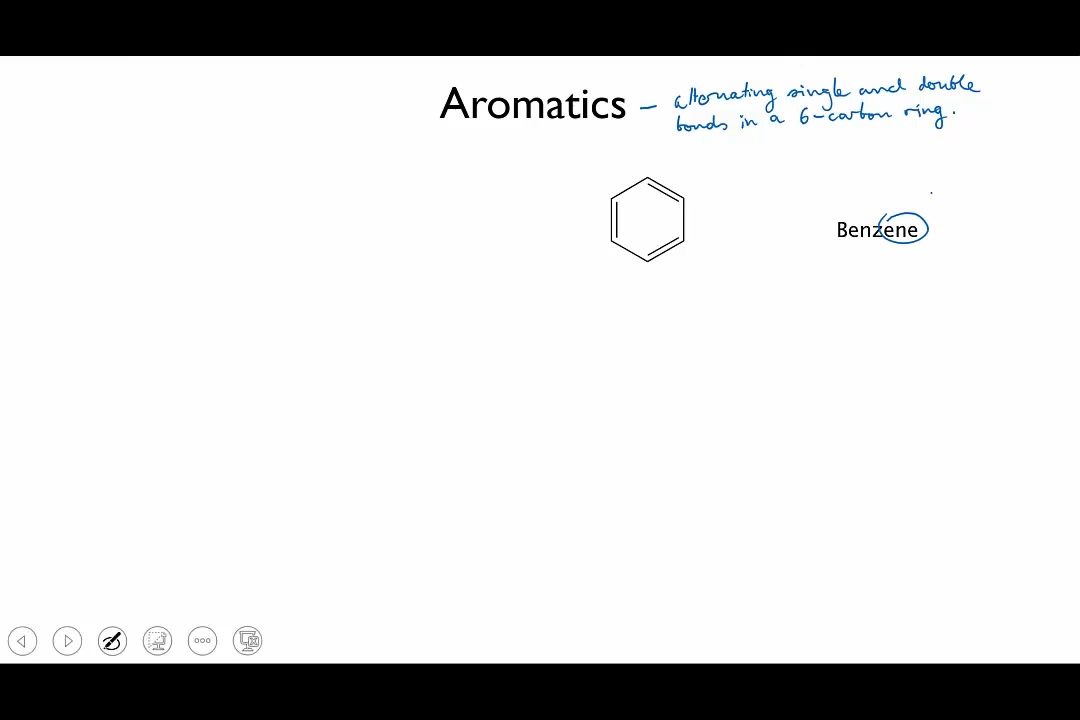 Aromatics – alternating single and double
bonds in a 6-carbon ring.
Benzene